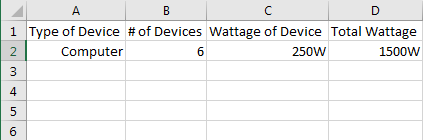 A B C D
1 Type of Device # of Devices Wattage of Device Total Wattage
2 Computer 6 250W 1500W
3
4
5
6